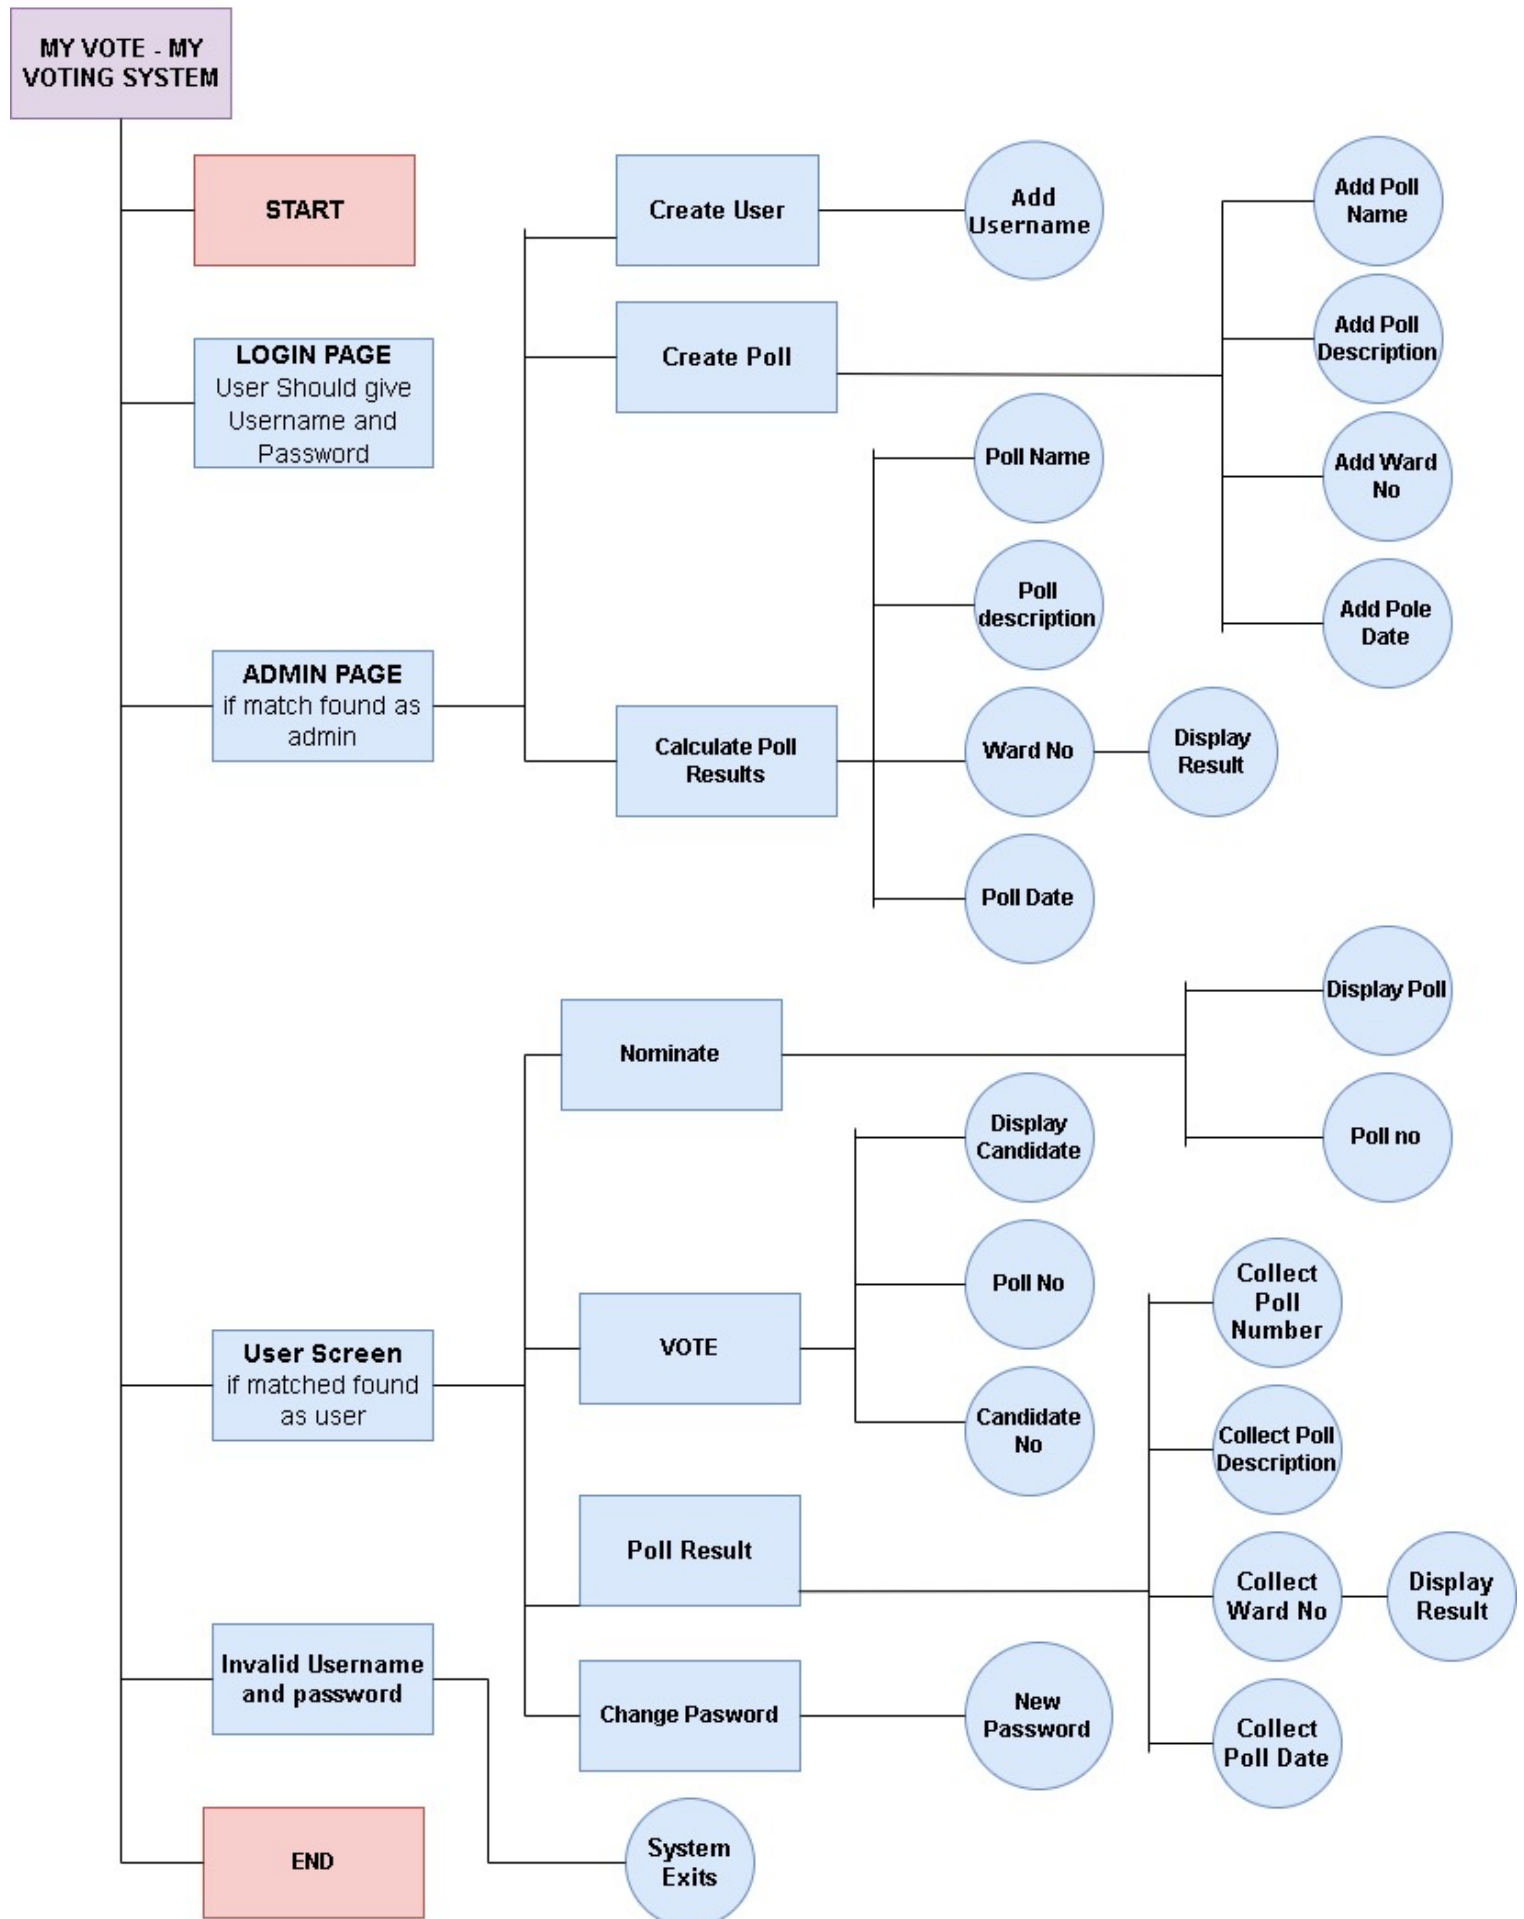 MY VOTE - MY
VOTING SYSTEM
START
Create User
Add
Username
Add Poll
Name
LOGIN PAGE
User Should give
Username and
Password
Create Poll
Add Poll
Description
Add Ward
No
Add Pole
Date
ADMIN PAGE
if match found as
admin
Calculate Poll
Results
Poll Name
Poll
description
Ward No
Display
Result
Poll Date
Nominate
Display Poll
Poll no
User Screen
if matched found
as user
VOTE
Display
Candidate
Poll No
Candidate
No
Poll Result
Collect
Poll
Number
Collect Poll
Description
Collect
Ward No
Display
Result
Collect
Poll Date
Change Pasword
New
Password
Invalid Username
and password
System
Exits
END